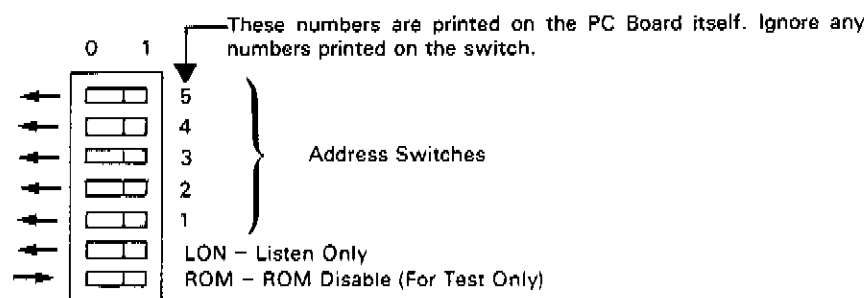 These numbers are printed on the PC Board itself. Ignore any
numbers printed on the switch.
0 1
5
4
3
Address Switches
2
1
LON – Listen Only
ROM – ROM Disable (For Test Only)